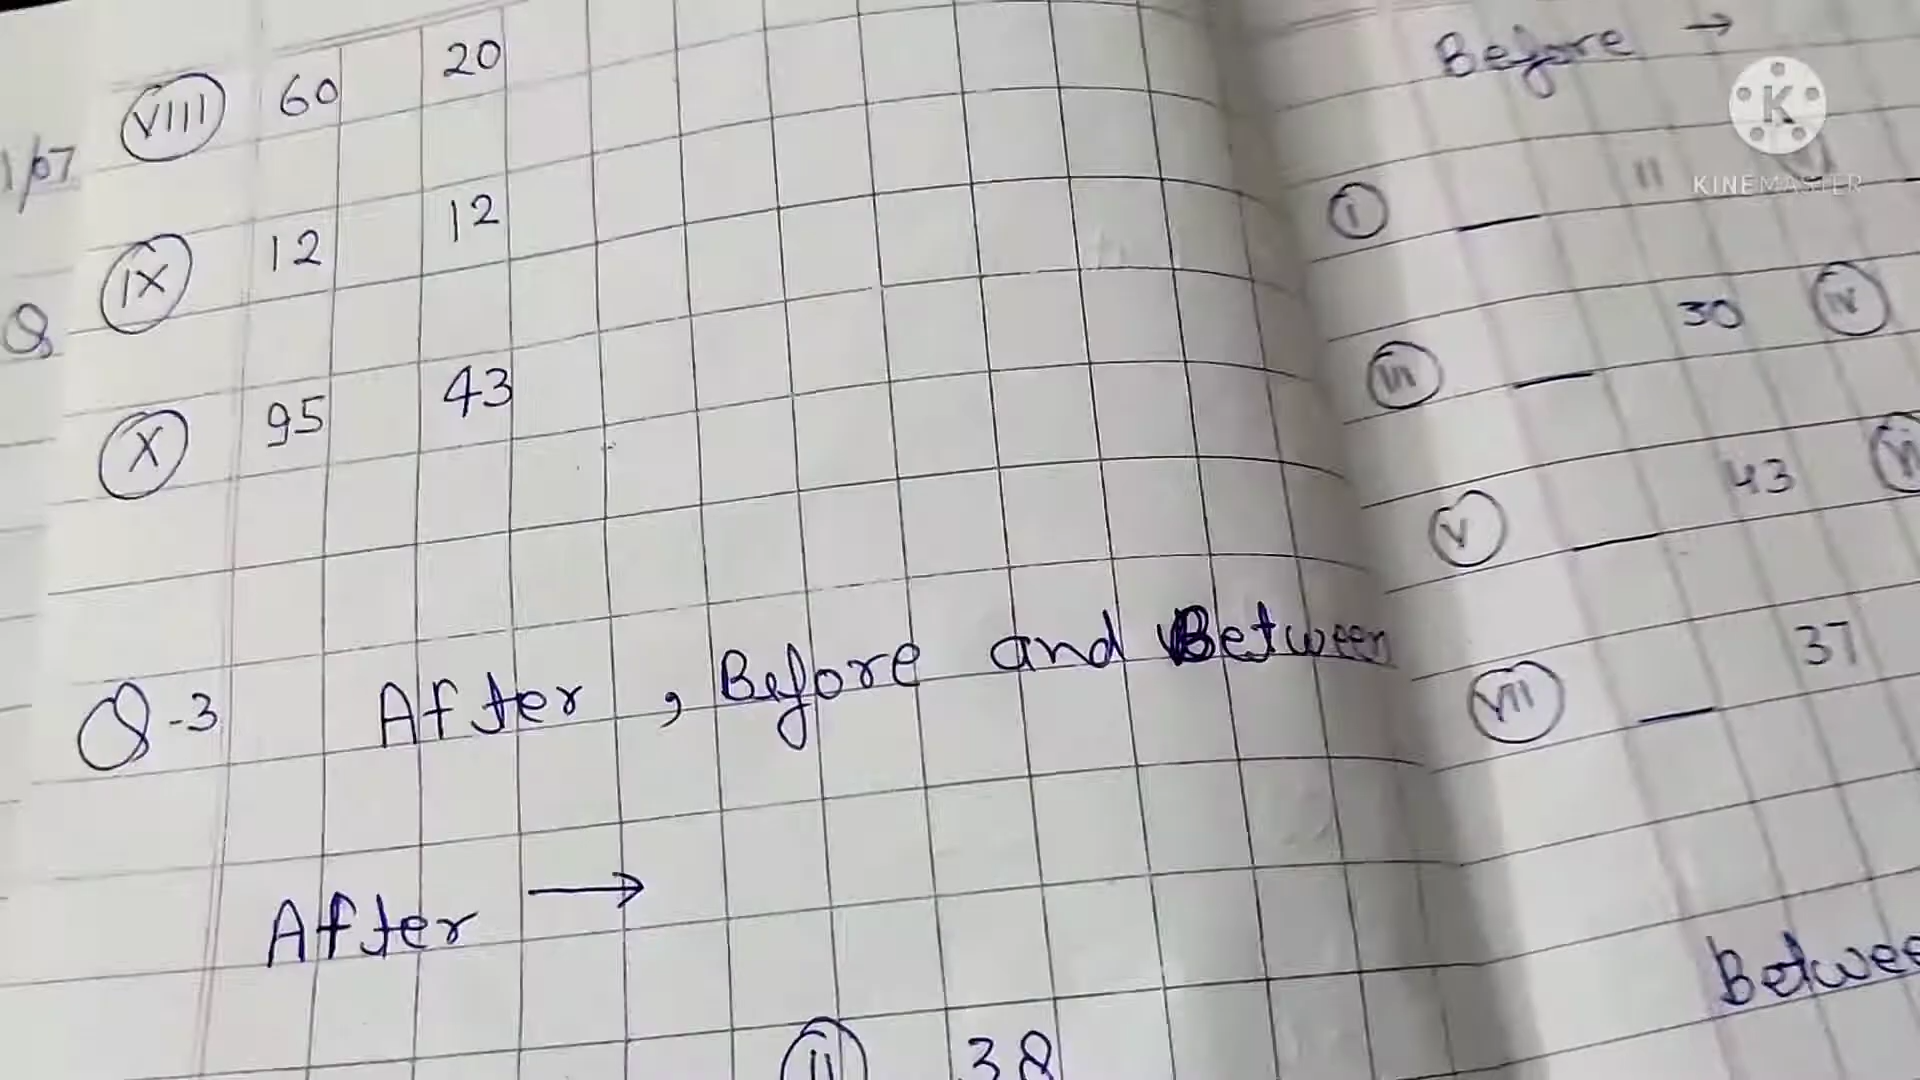 VIII 60 20
1/07
IX 12 12
Q
X 95 43
Q-3 After, Before and Between
After →
II 38
Before →
KINEMASTER
I __ 11
III __ 30 IV
V __ 43
VII __ 37
Betwee